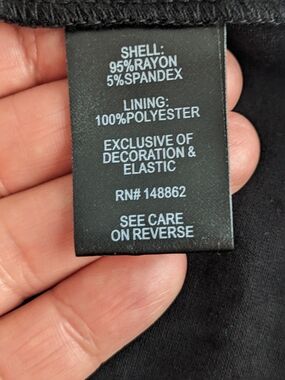 SHELL:
95%RAYON
5%SPANDEX
LINING:
100%POLYESTER
EXCLUSIVE OF
DECORATION &
ELASTIC
RN# 148862
SEE CARE
ON REVERSE